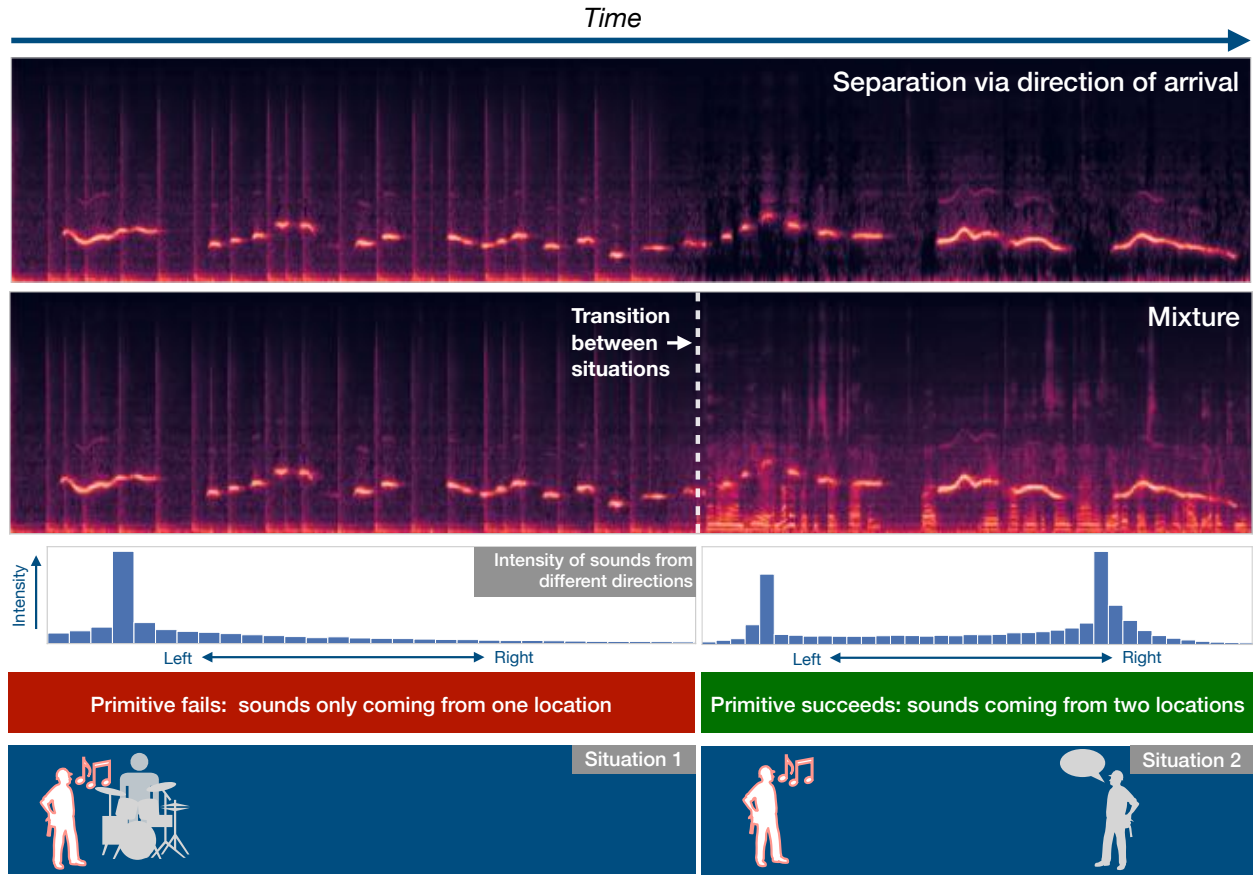 Time
Separation via direction of arrival
Mixture
Transition
between
situations
Intensity
Intensity of sounds from
different directions
Left
Right
Left
Right
Primitive fails: sounds only coming from one location
Primitive succeeds: sounds coming from two locations
Situation 1
Situation 2